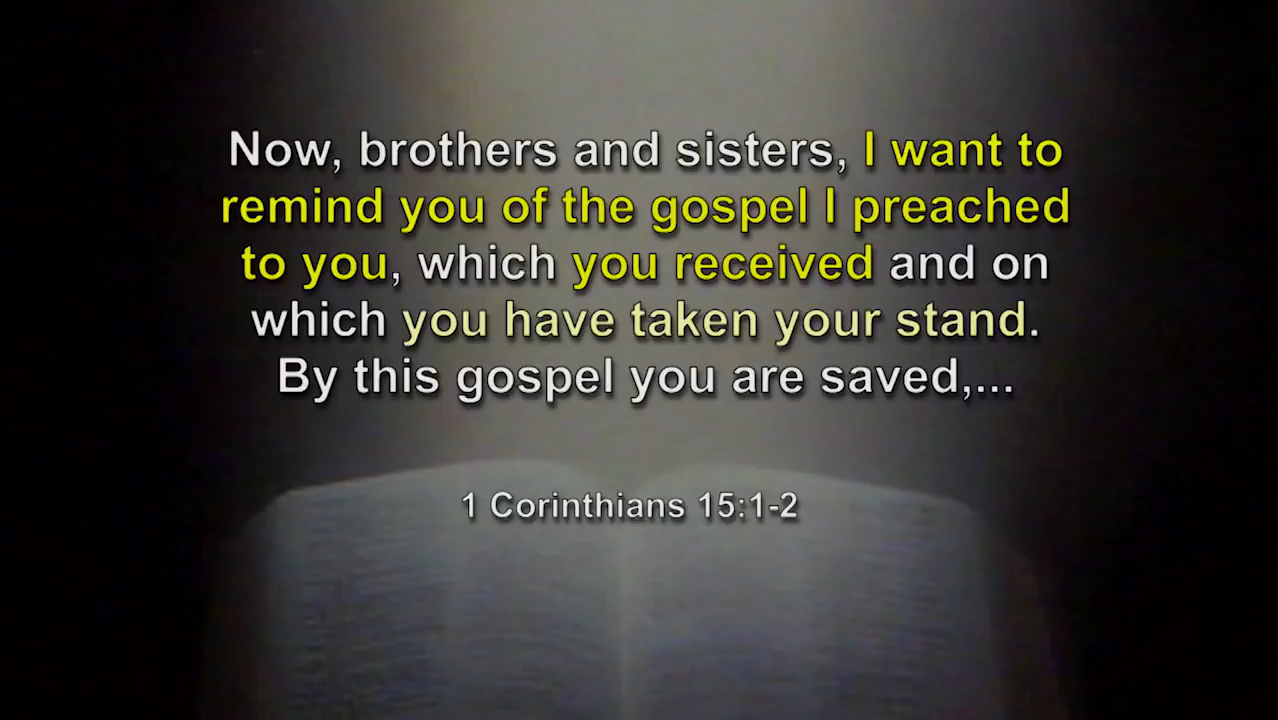 Now, brothers and sisters, I want to
remind you of the gospel I preached
to you, which you received and on
which you have taken your stand.
By this gospel you are saved,...
1 Corinthians 15:1-2